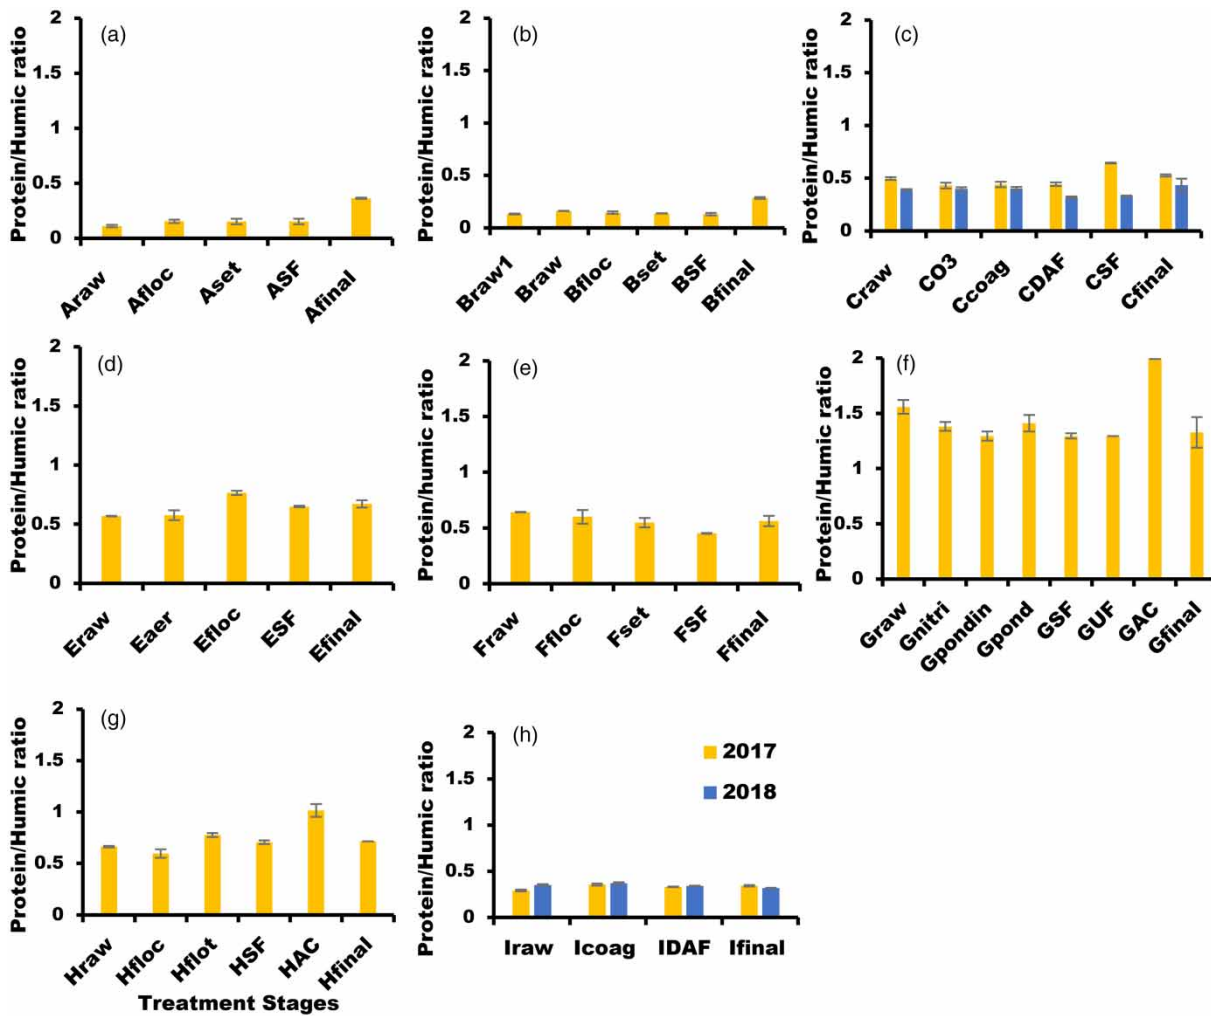 (a)
Protein/Humic ratio
2
1.5
1
0.5
0
Araw
Afloc
Aset
ASF
Afinal
(b)
Protein/Humic ratio
2
1.5
1
0.5
0
Braw1
Braw
Bfloc
Bset
BSF
Bfinal
(c)
Protein/Humic ratio
2
1.5
1
0.5
0
Craw
CO3
Ccoag
CDAF
CSF
Cfinal
(d)
Protein/Humic ratio
2
1.5
1
0.5
0
Eraw
Eaer
Efloc
ESF
Efinal
(e)
Protein/humic ratio
2
1.5
1
0.5
0
Fraw
Ffloc
Fset
FSF
Ffinal
(f)
Protein/Humic ratio
2
1.5
1
0.5
0
Graw
Gnitri
Gpondin
Gpond
GSF
GUF
GAC
Gfinal
(g)
Protein/Humic ratio
2
1.5
1
0.5
0
Hraw
Hfloc
Hflot
HSF
HAC
Hfinal
Treatment Stages
(h)
Protein/Humic ratio
2
1.5
1
0.5
0
2017
2018
Iraw
Icoag
IDAF
Ifinal